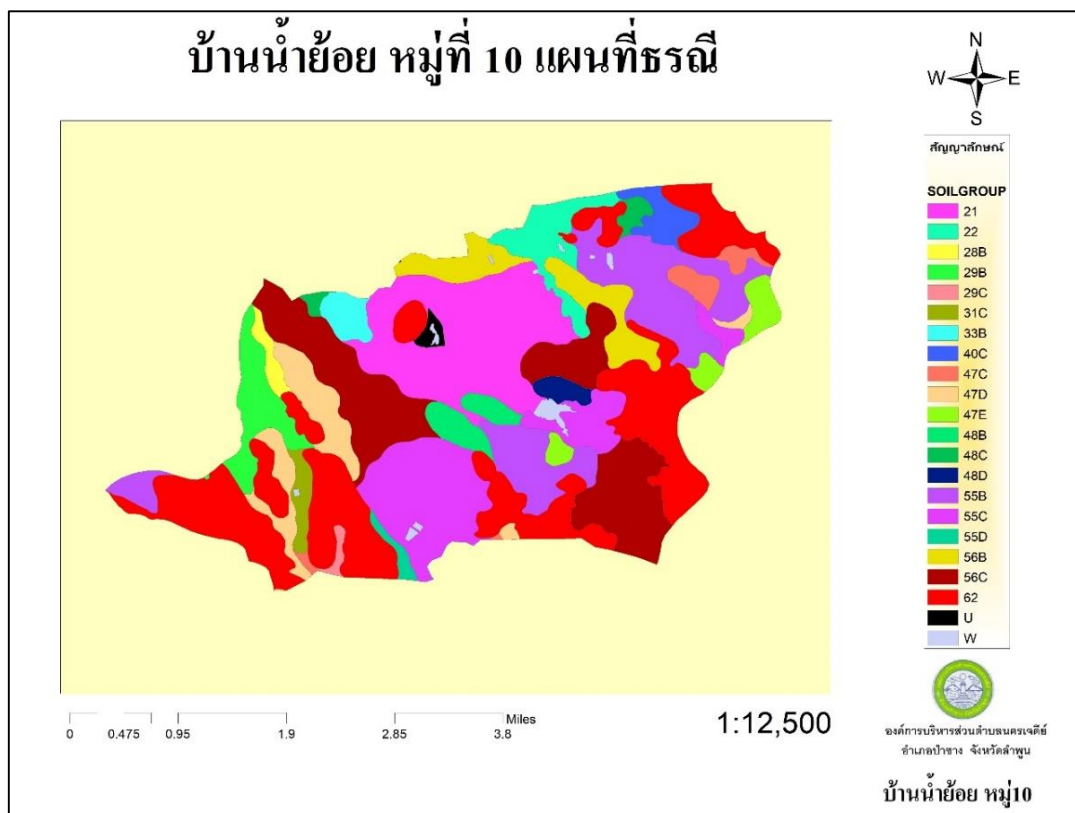 บ้านน้ำย้อย หมู่ที่ 10 แผนที่ธรณี
N
W E
S
สัญญาลักษณ์
SOILGROUP
21
22
28B
29B
29C
31C
33B
40C
47C
47D
47E
48B
48C
48D
55B
55C
55D
56B
56C
62
U
W
Miles
0 0.475 0.95 1.9 2.85 3.8
1:12,500
องค์การบริหารส่วนตำบลนครเจดีย์
อำเภอป่าซาง จังหวัดลำพูน
บ้านน้ำย้อย หมู่10